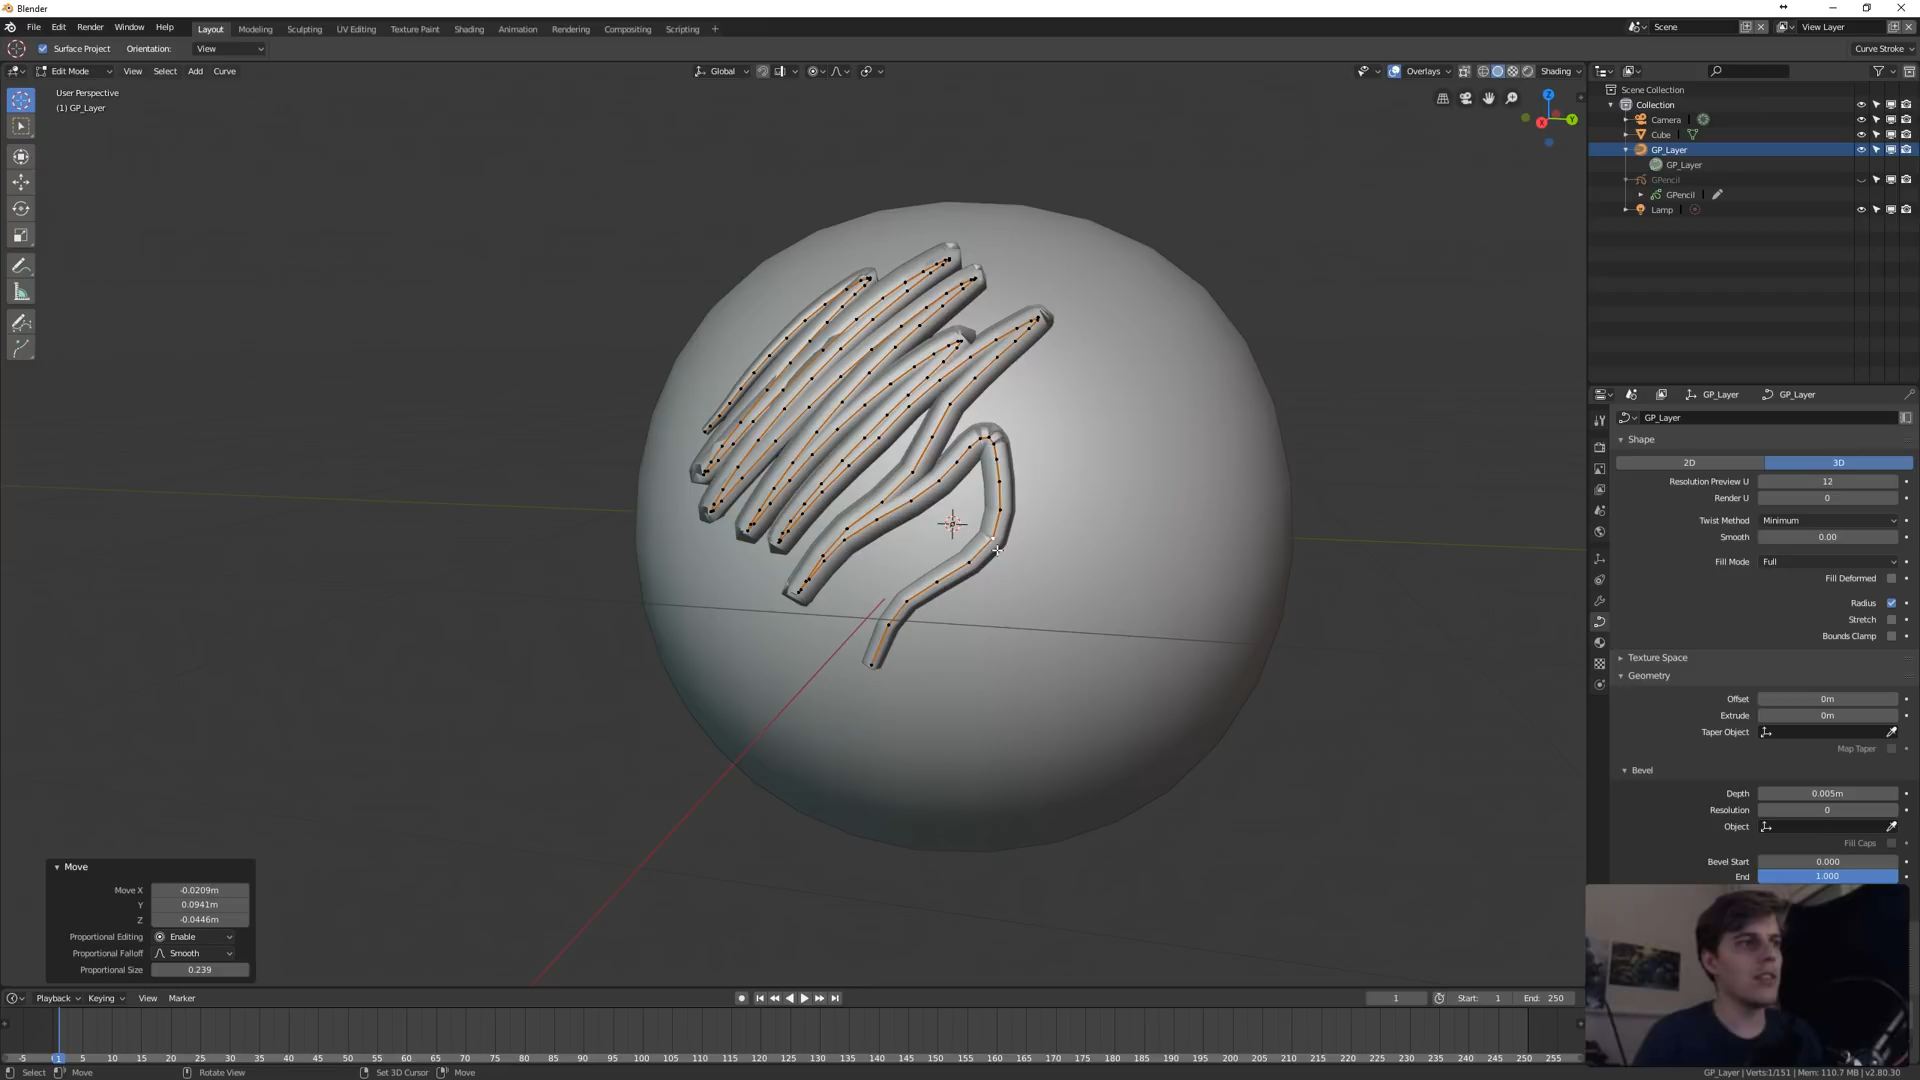 Blender
File Edit Render Window Help
Layout Modeling Sculpting UV Editing Texture Paint Shading Animation Rendering Compositing Scripting +
Scene
View Layer
Surface Project Orientation: View
Curve Stroke
Edit Mode View Select Add Curve
Global
Overlays
Shading
User Perspective
(1) GP_Layer
Z
Y
X
Scene Collection
Collection
Camera
Cube
GP_Layer
GP_Layer
GPencil
GPencil
Lamp
GP_Layer GP_Layer
GP_Layer
Shape
2D 3D
Resolution Preview U 12
Render U 0
Twist Method Minimum
Smooth 0.00
Fill Mode Full
Fill Deformed
Radius
Stretch
Bounds Clamp
Texture Space
Geometry
Offset 0m
Extrude 0m
Taper Object
Map Taper
Bevel
Depth 0.005m
Resolution 0
Object
Fill Caps
Bevel Start 0.000
End 1.000
Move
Move X -0.0209m
Y 0.0941m
Z -0.0446m
Proportional Editing Enable
Proportional Falloff Smooth
Proportional Size 0.239
Playback Keying View Marker
1 Start: 1 End: 250
-5 1 5 10 15 20 25 30 35 40 45 50 55 60 65 70 75 80 85 90 95 100 105 110 115 120 125 130 135 140 145 150 155 160 165 170 175 180 185 190 195 200 205 210 215 220 225 230 235 240 245 250 255
Select Move Rotate View Set 3D Cursor Move
GP_Layer | Verts:1/151 | Mem: 110.7 MB | v2.80.30